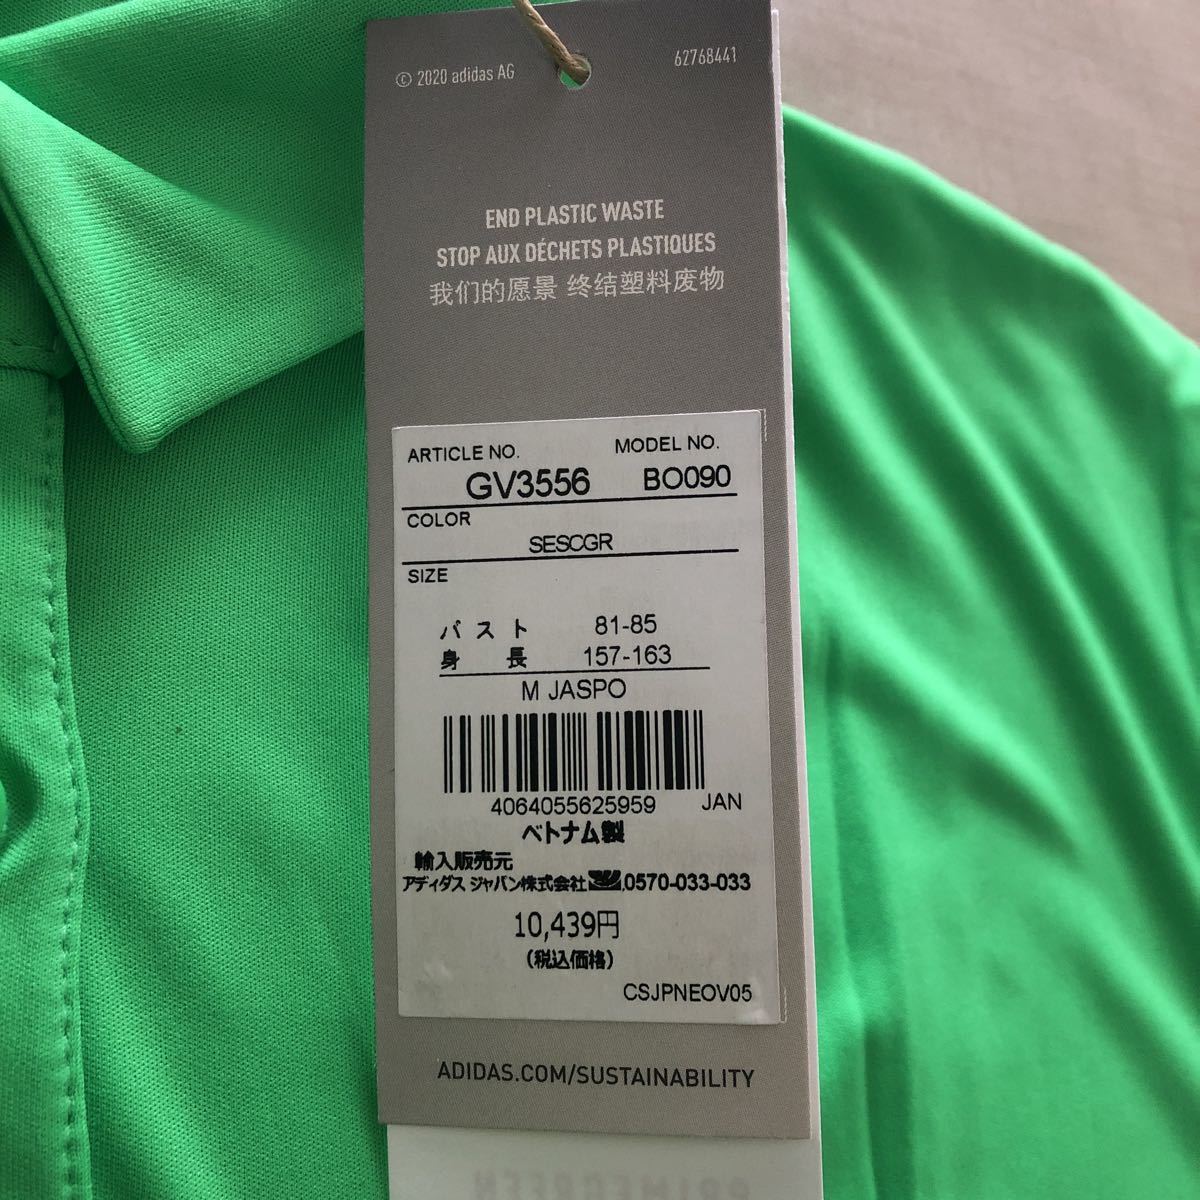 © 2020 adidas AG
62768441
END PLASTIC WASTE
STOP AUX DÉCHETS PLASTIQUES
我们的愿景 终结塑料废物
ARTICLE NO. MODEL NO.
GV3556 BO090
COLOR
SESCGR
SIZE
バスト 81-85
身長 157-163
M JASPO
4064055625959 JAN
ベトナム製
輸入販売元
アディダス ジャパン株式会社 0570-033-033
10,439円
(税込価格)
CSJPNEOV05
ADIDAS.COM/SUSTAINABILITY